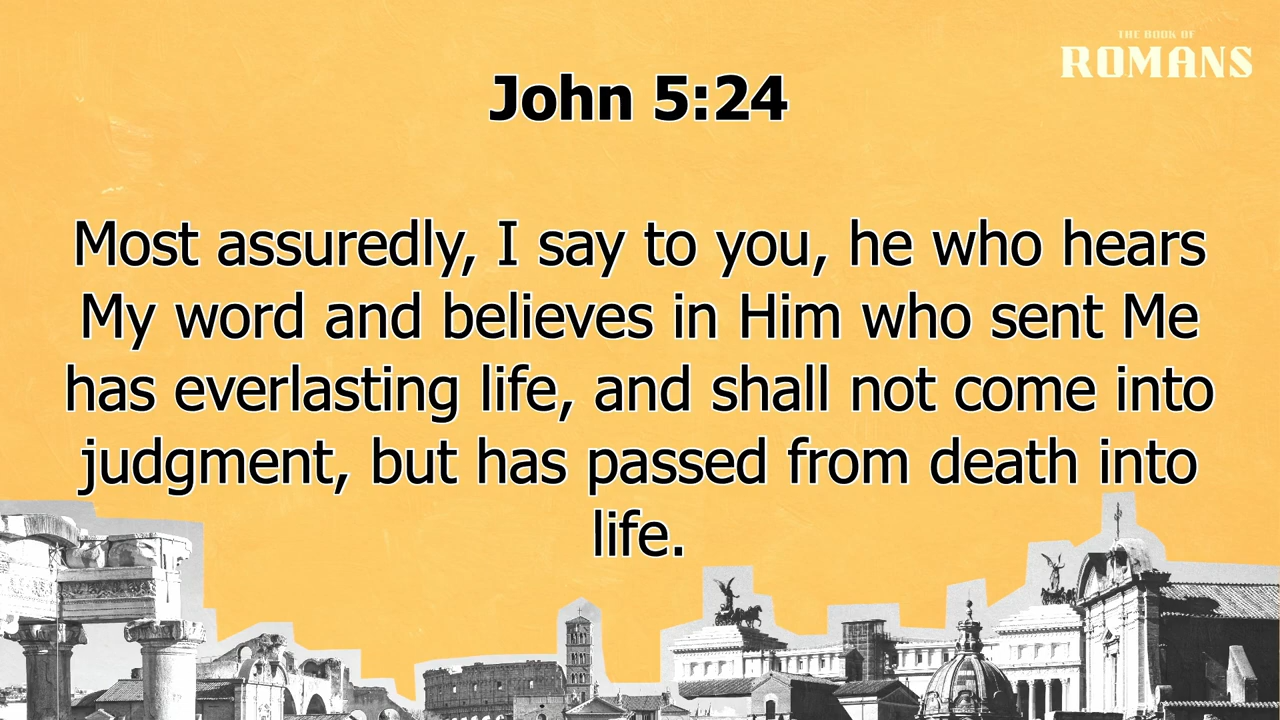 THE BOOK OF
ROMANS
John 5:24
Most assuredly, I say to you, he who hears
My word and believes in Him who sent Me
has everlasting life, and shall not come into
judgment, but has passed from death into
life.